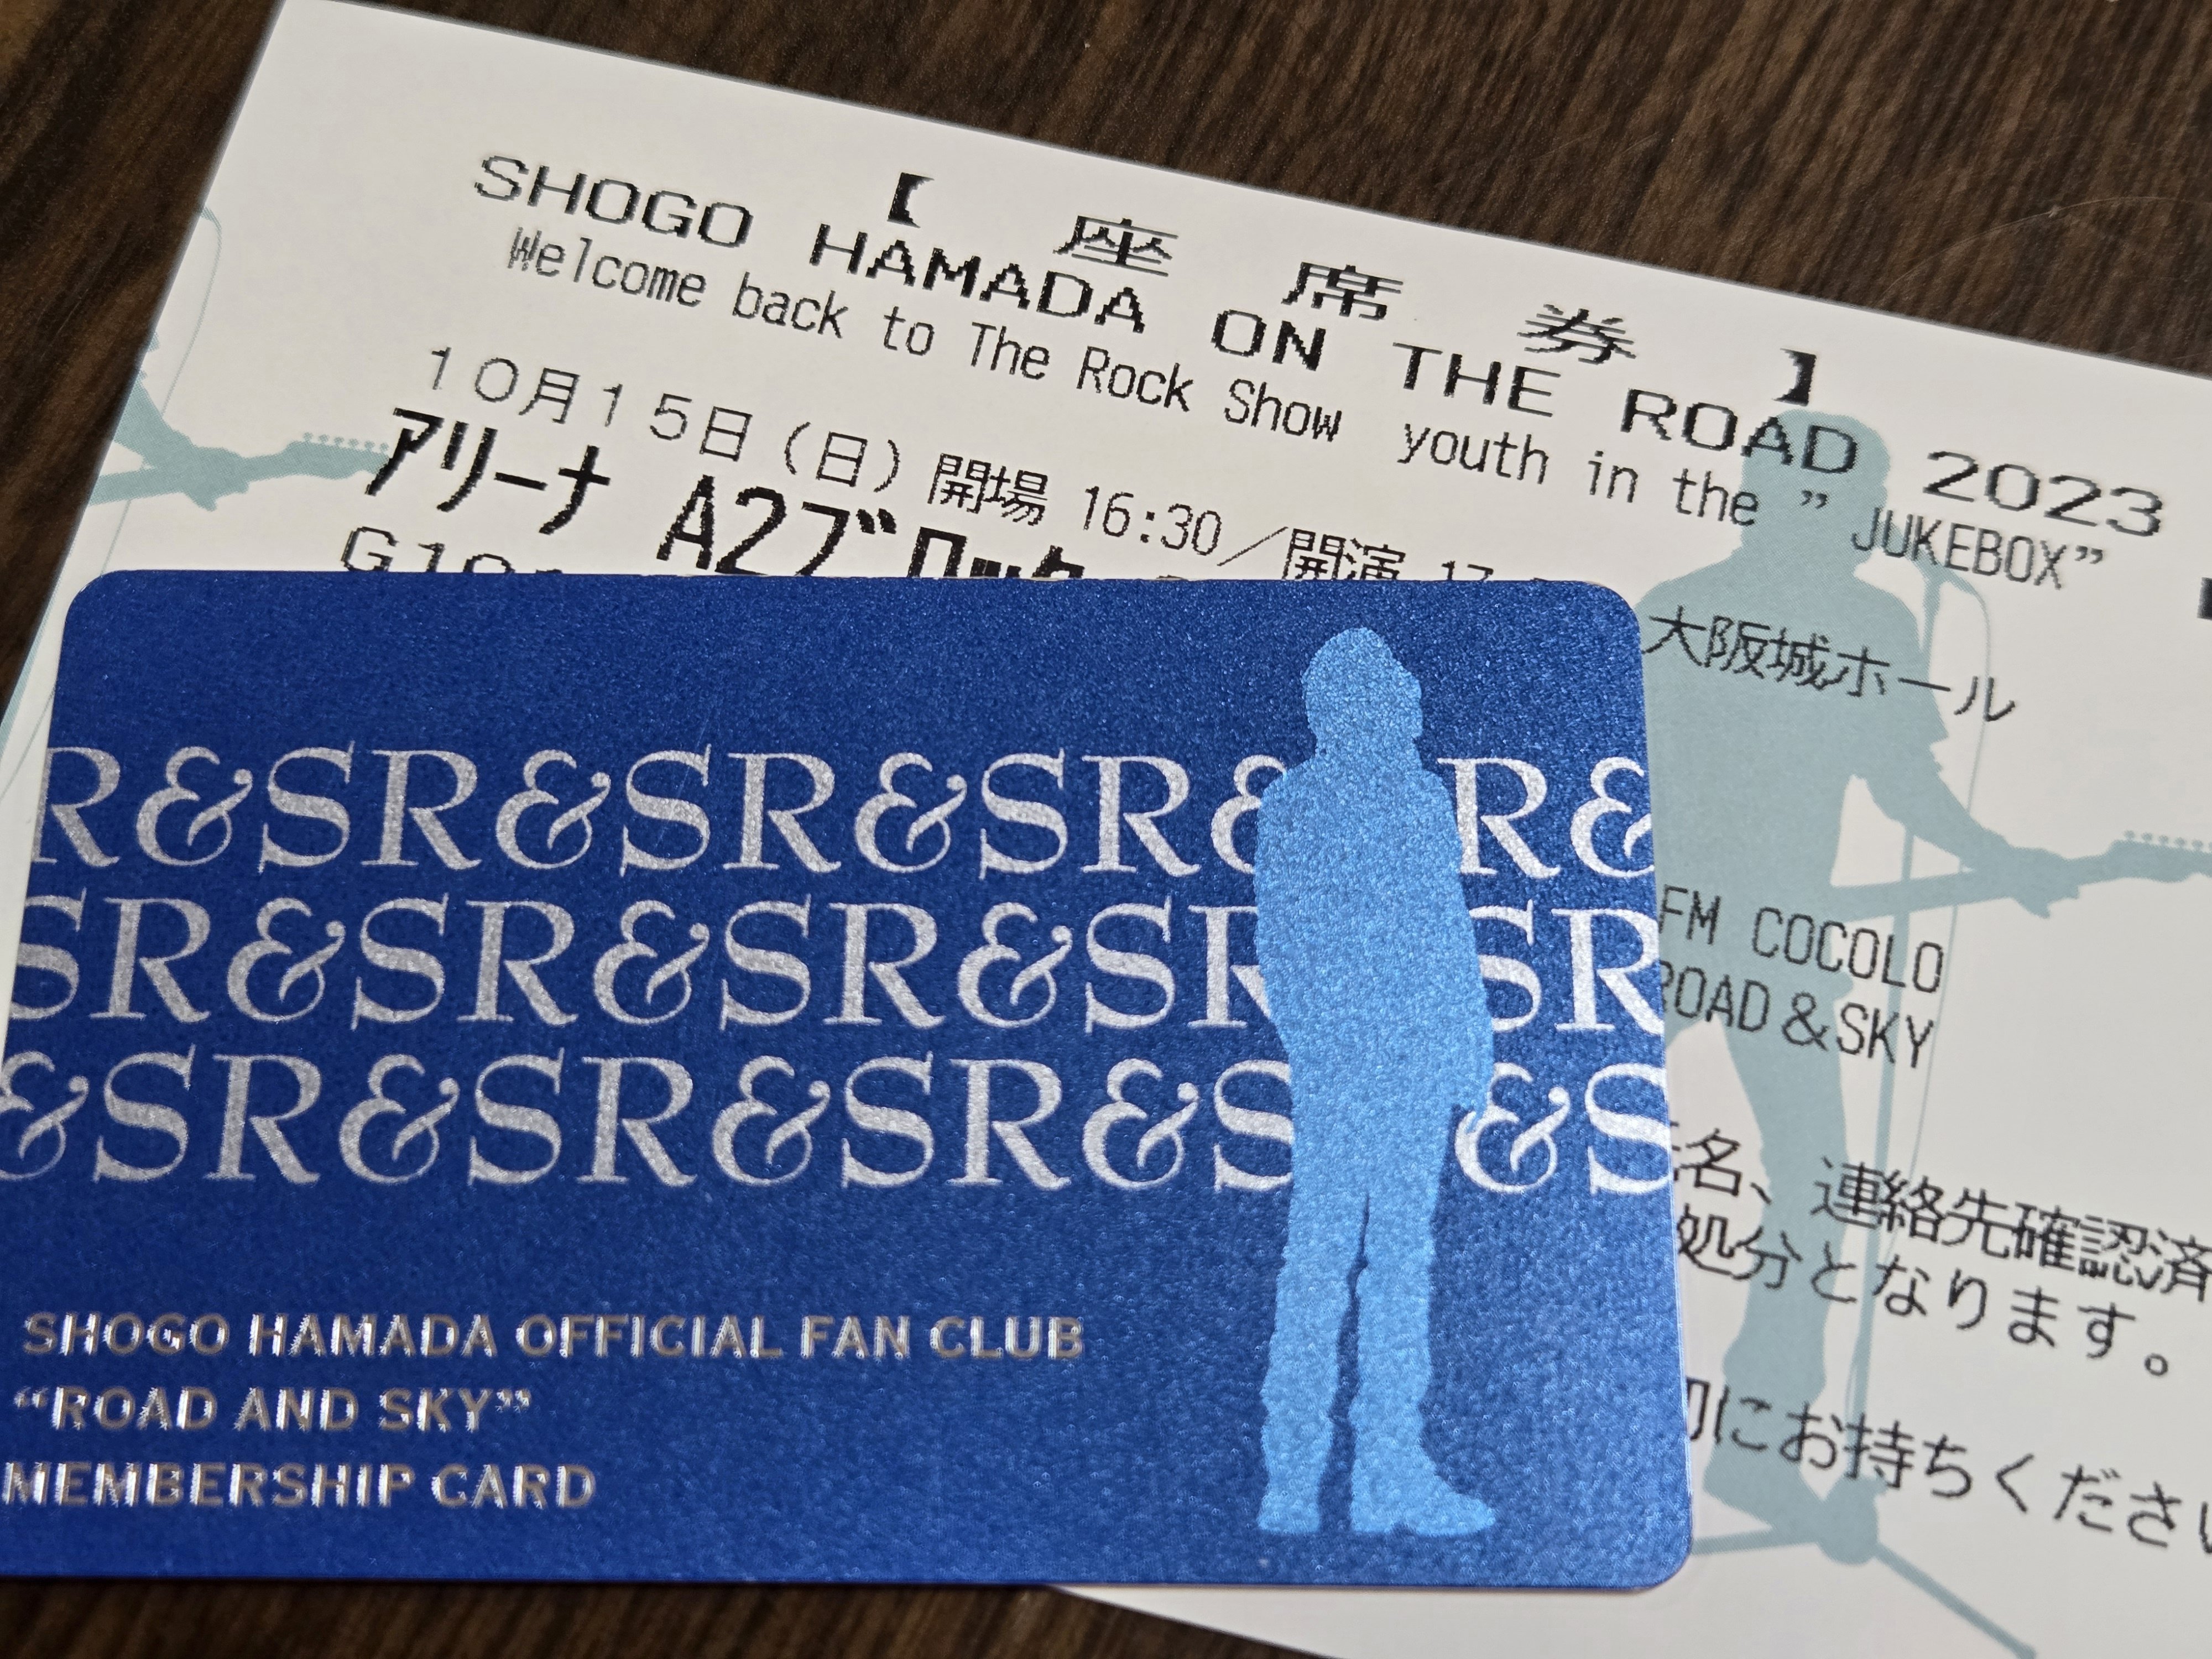 【 座 席 券 】
SHOGO HAMADA ON THE ROAD 2023
Welcome back to The Rock Show youth in the ” JUKEBOX”
10月15日(日) 開場 16:30／開演
アリーナ A2ブロック
大阪城ホール
FM COCOLO
ROAD＆SKY
名、連絡先確認済
処分となります。
にお持ちください
R&SR&SR&SR&R&
SR&SR&SR&SR&SR
&SR&SR&SR&S&S
SHOGO HAMADA OFFICIAL FAN CLUB
“ROAD AND SKY”
MEMBERSHIP CARD